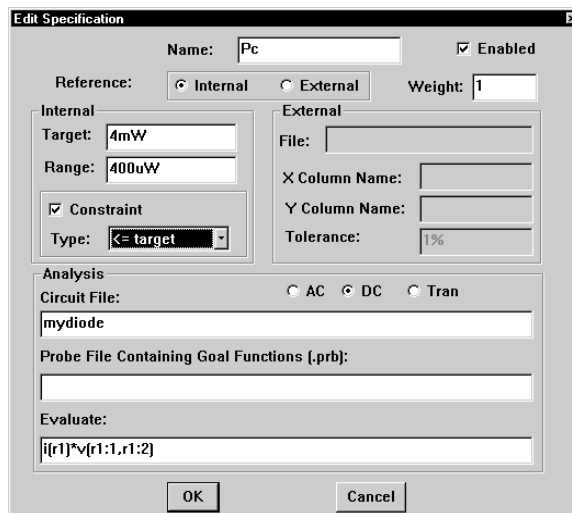 Edit Specification
Name: Pc Enabled
Reference: Internal External Weight: 1
Internal
Target: 4mW
Range: 400uW
Constraint
Type: <= target
External
File:
X Column Name:
Y Column Name:
Tolerance: 1%
Analysis
Circuit File: AC DC Tran
mydiode
Probe File Containing Goal Functions (.prb):
Evaluate:
i(r1)*v(r1:1,r1:2)
OK Cancel